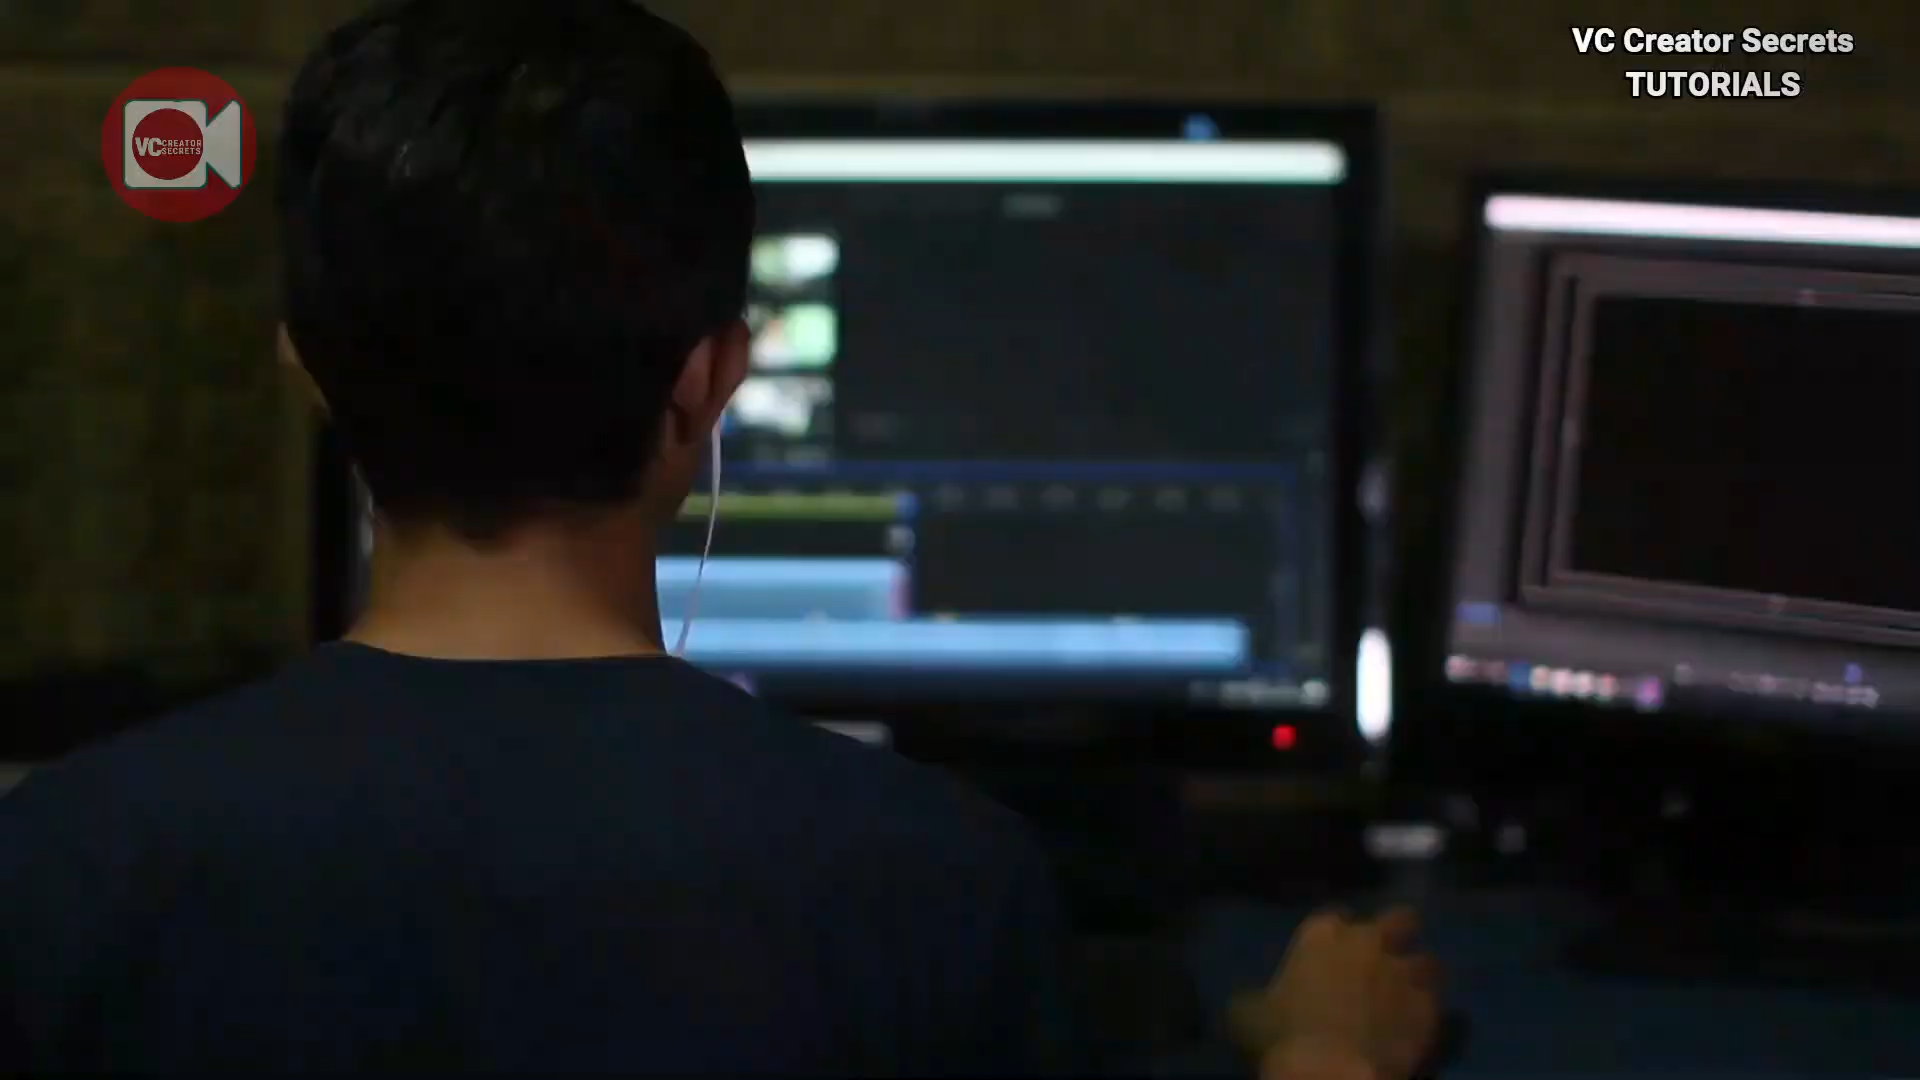 VC Creator Secrets
TUTORIALS
VC CREATOR
SECRETS